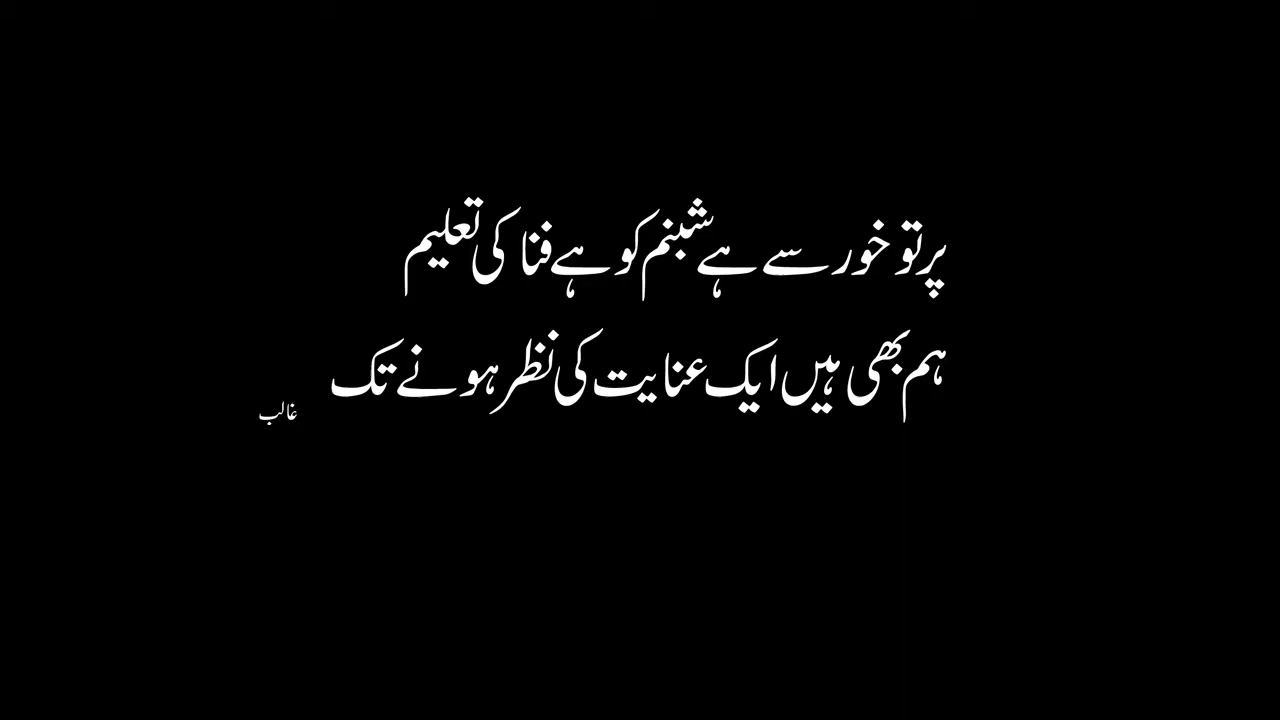 پرتو خور سے ہے شبنم کو ہے فنا کی تعلیم
ہم بھی ہیں ایک عنایت کی نظر ہونے تک
غالب